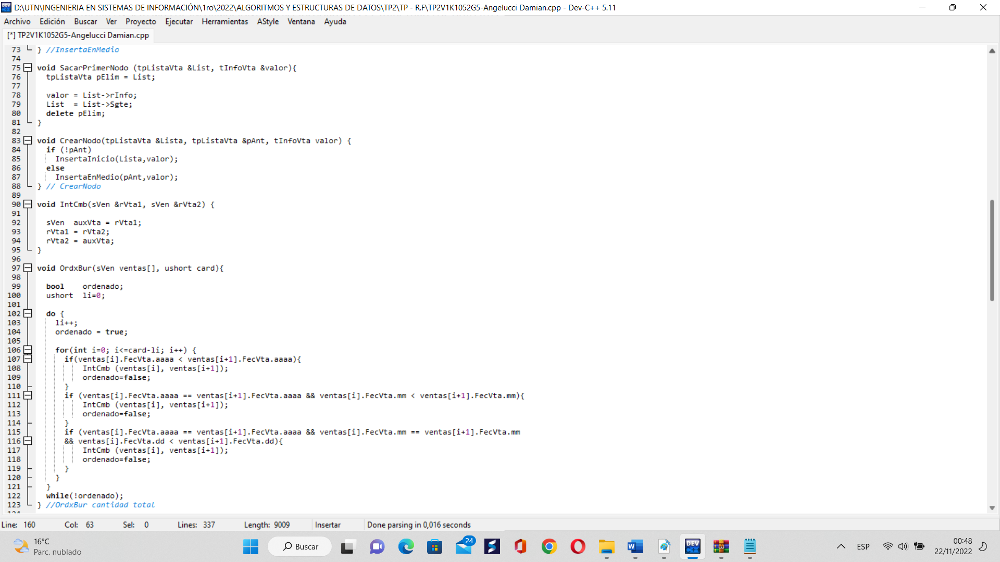 D:\UTN\INGENIERIA EN SISTEMAS DE INFORMACIÓN\1ro\2022\ALGORITMOS Y ESTRUCTURAS DE DATOS\TP2\TP - R.F\TP2V1K1052G5-Angelucci Damian.cpp - Dev-C++ 5.11
Archivo Edición Buscar Ver Proyecto Ejecutar Herramientas AStyle Ventana Ayuda
[*] TP2V1K1052G5-Angelucci Damian.cpp
73 } //InsertaEnMedio
74
75 void SacarPrimerNodo (tpListaVta &List, tInfoVta &valor){
76   tpListaVta pElim = List;
77
78   valor = List->rInfo;
79   List  = List->Sgte;
80   delete pElim;
81 }
82
83 void CrearNodo(tpListaVta &Lista, tpListaVta &pAnt, tInfoVta valor) {
84   if (!pAnt)
85     InsertaInicio(Lista,valor);
86   else
87     InsertaEnMedio(pAnt,valor);
88 } // CrearNodo
89
90 void IntCmb(sVen &rVta1, sVen &rVta2) {
91
92   sVen  auxVta = rVta1;
93   rVta1 = rVta2;
94   rVta2 = auxVta;
95 }
96
97 void OrdxBur(sVen ventas[], ushort card){
98
99   bool    ordenado;
100   ushort  li=0;
101
102   do {
103     li++;
104     ordenado = true;
105
106     for(int i=0; i<=card-li; i++) {
107       if(ventas[i].FecVta.aaaa < ventas[i+1].FecVta.aaaa){
108           IntCmb (ventas[i], ventas[i+1]);
109           ordenado=false;
110       }
111       if (ventas[i].FecVta.aaaa == ventas[i+1].FecVta.aaaa && ventas[i].FecVta.mm < ventas[i+1].FecVta.mm){
112           IntCmb (ventas[i], ventas[i+1]);
113           ordenado=false;
114       }
115       if (ventas[i].FecVta.aaaa == ventas[i+1].FecVta.aaaa && ventas[i].FecVta.mm == ventas[i+1].FecVta.mm
116       && ventas[i].FecVta.dd < ventas[i+1].FecVta.dd){
117           IntCmb (ventas[i], ventas[i+1]);
118           ordenado=false;
119       }
120     }
121   }
122   while(!ordenado);
123 } //OrdxBur cantidad total
Line: 160 Col: 63 Sel: 0 Lines: 337 Length: 9009 Insertar Done parsing in 0,016 seconds
16°C
Parc. nublado
Buscar
24
DEV C++
ESP
00:48
22/11/2022